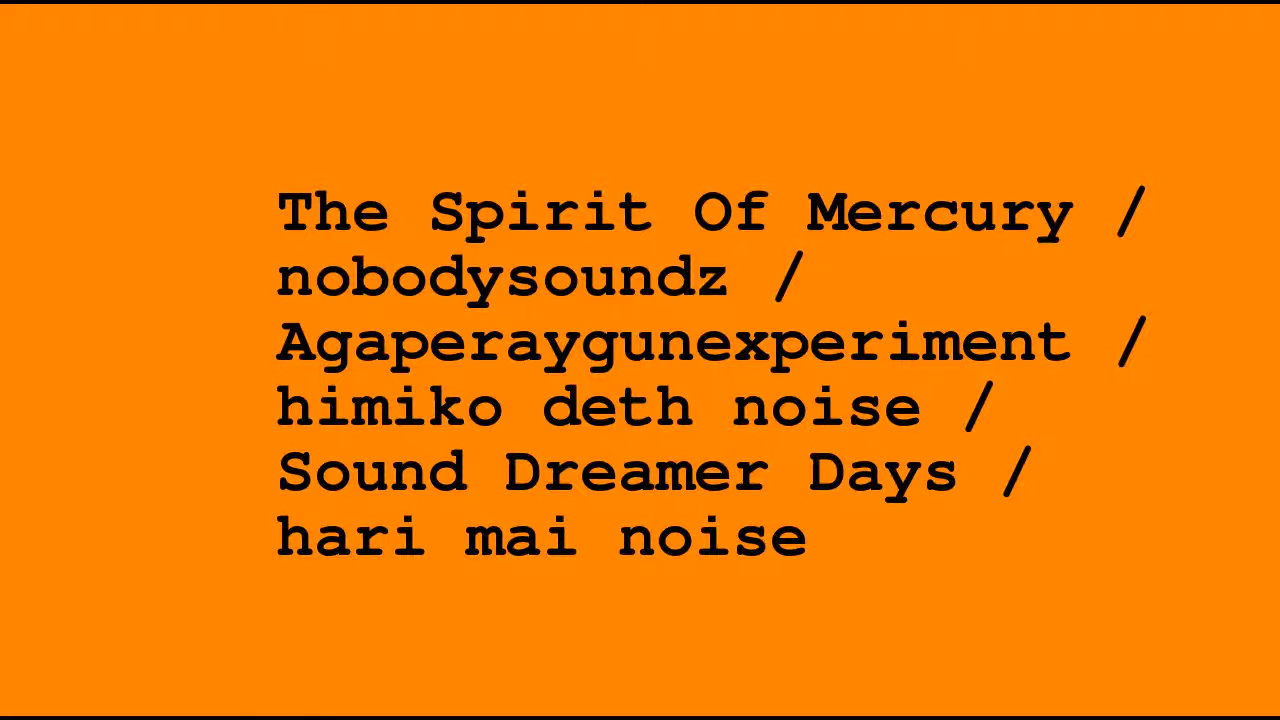 The Spirit Of Mercury /
nobodysoundz /
Agaperaygunexperiment /
himiko deth noise /
Sound Dreamer Days /
hari mai noise